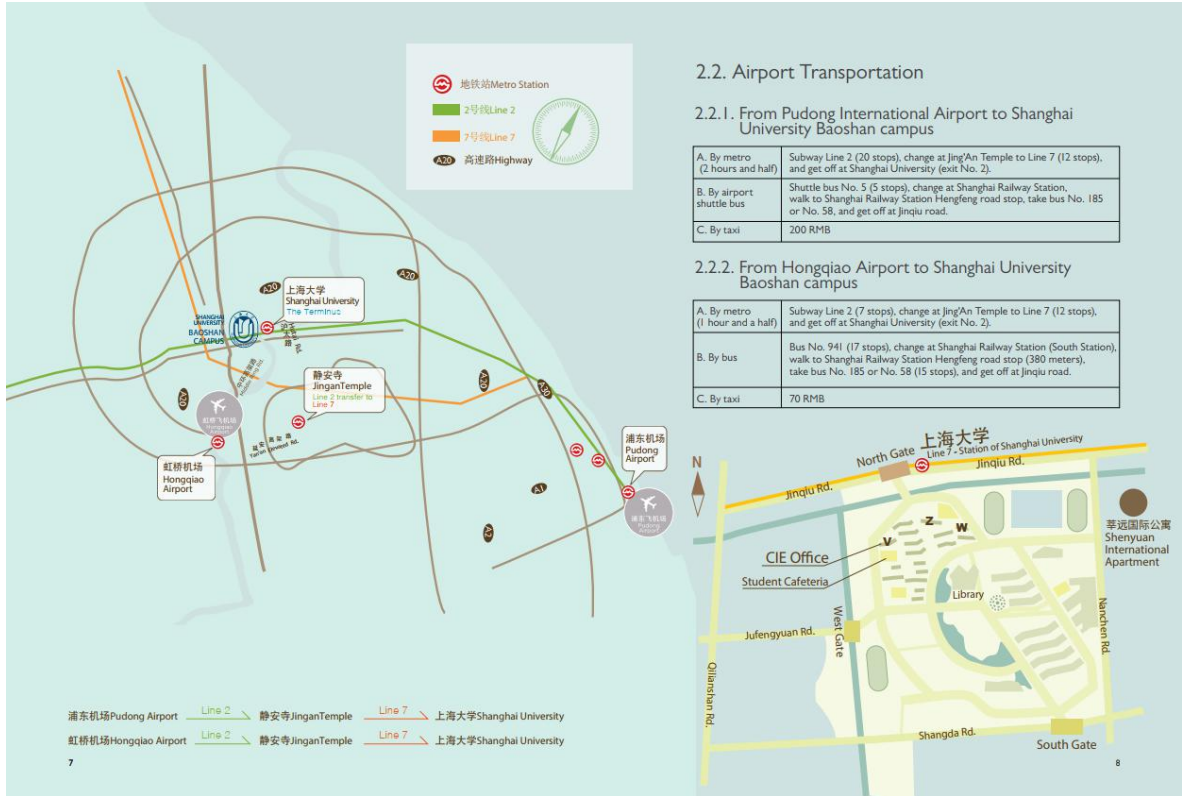 地铁站Metro Station
2号线Line 2
7号线Line 7
A20 高速路Highway
A20
A20
上海大学
Shanghai University
The Terminus
SHANGHAI
UNIVERSITY
BAOSHAN
CAMPUS
静安寺
JinganTemple
Line 2 transfer to
Line 7
A20
A20
A30
虹桥飞机场
Hongqiao
Airport
虹桥机场
Hongqiao
Airport
浦东机场
Pudong
Airport
浦东飞机场
Pudong
Airport
A1
A2
浦东机场Pudong Airport Line 2 静安寺JinganTemple Line 7 上海大学Shanghai University
虹桥机场Hongqiao Airport Line 2 静安寺JinganTemple Line 7 上海大学Shanghai University
7
2.2. Airport Transportation
2.2.1. From Pudong International Airport to Shanghai
University Baoshan campus
A. By metro
(2 hours and half)
Subway Line 2 (20 stops), change at Jing'An Temple to Line 7 (12 stops),
and get off at Shanghai University (exit No. 2).
B. By airport
shuttle bus
Shuttle bus No. 5 (5 stops), change at Shanghai Railway Station,
walk to Shanghai Railway Station Hengfeng road stop, take bus No. 185
or No. 58, and get off at Jinqiu road.
C. By taxi
200 RMB
2.2.2. From Hongqiao Airport to Shanghai University
Baoshan campus
A. By metro
(1 hour and a half)
Subway Line 2 (7 stops), change at Jing'An Temple to Line 7 (12 stops),
and get off at Shanghai University (exit No. 2).
B. By bus
Bus No. 941 (17 stops), change at Shanghai Railway Station (South Station),
walk to Shanghai Railway Station Hengfeng road stop (380 meters),
take bus No. 185 or No. 58 (15 stops), and get off at Jinqiu road.
C. By taxi
70 RMB
上海大学
North Gate
Line 7 - Station of Shanghai University
N
Jinqiu Rd.
Jinqiu Rd.
莘远国际公寓
Shenyuan
International
Apartment
Z
W
V
CIE Office
Student Cafeteria
Library
West Gate
Jufengyuan Rd.
Nanchen Rd.
Qilianshan Rd.
Shangda Rd.
South Gate
8